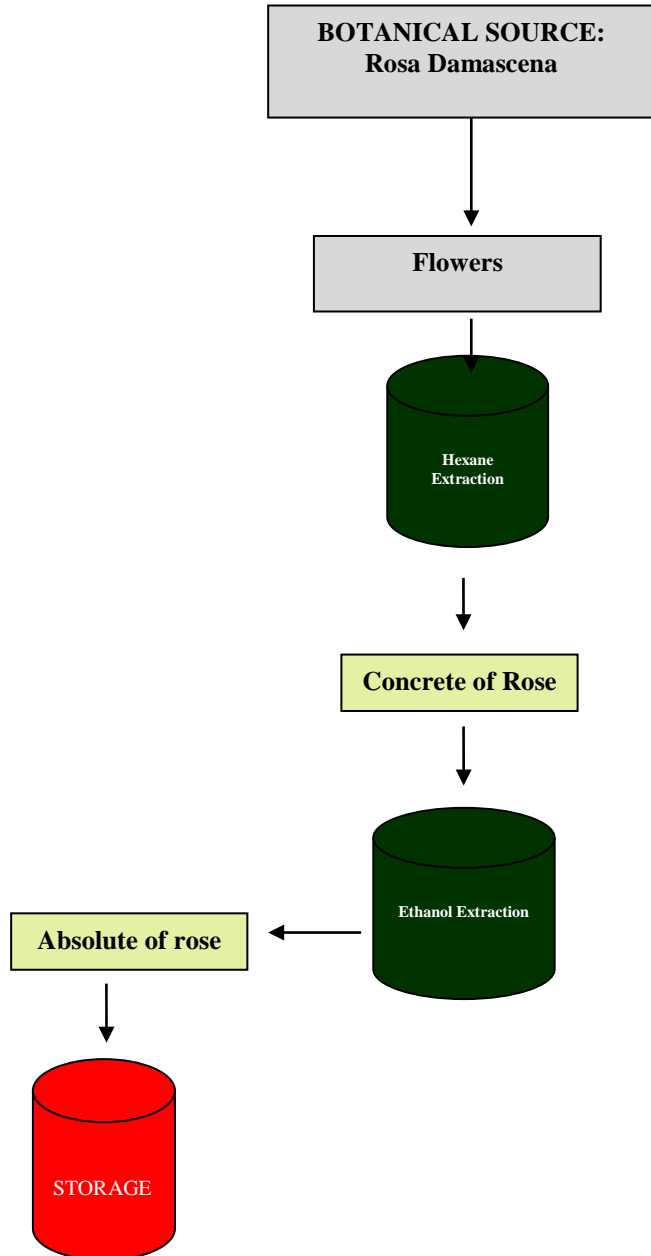 BOTANICAL SOURCE:
Rosa Damascena
Flowers
Hexane
Extraction
Concrete of Rose
Ethanol Extraction
Absolute of rose
STORAGE